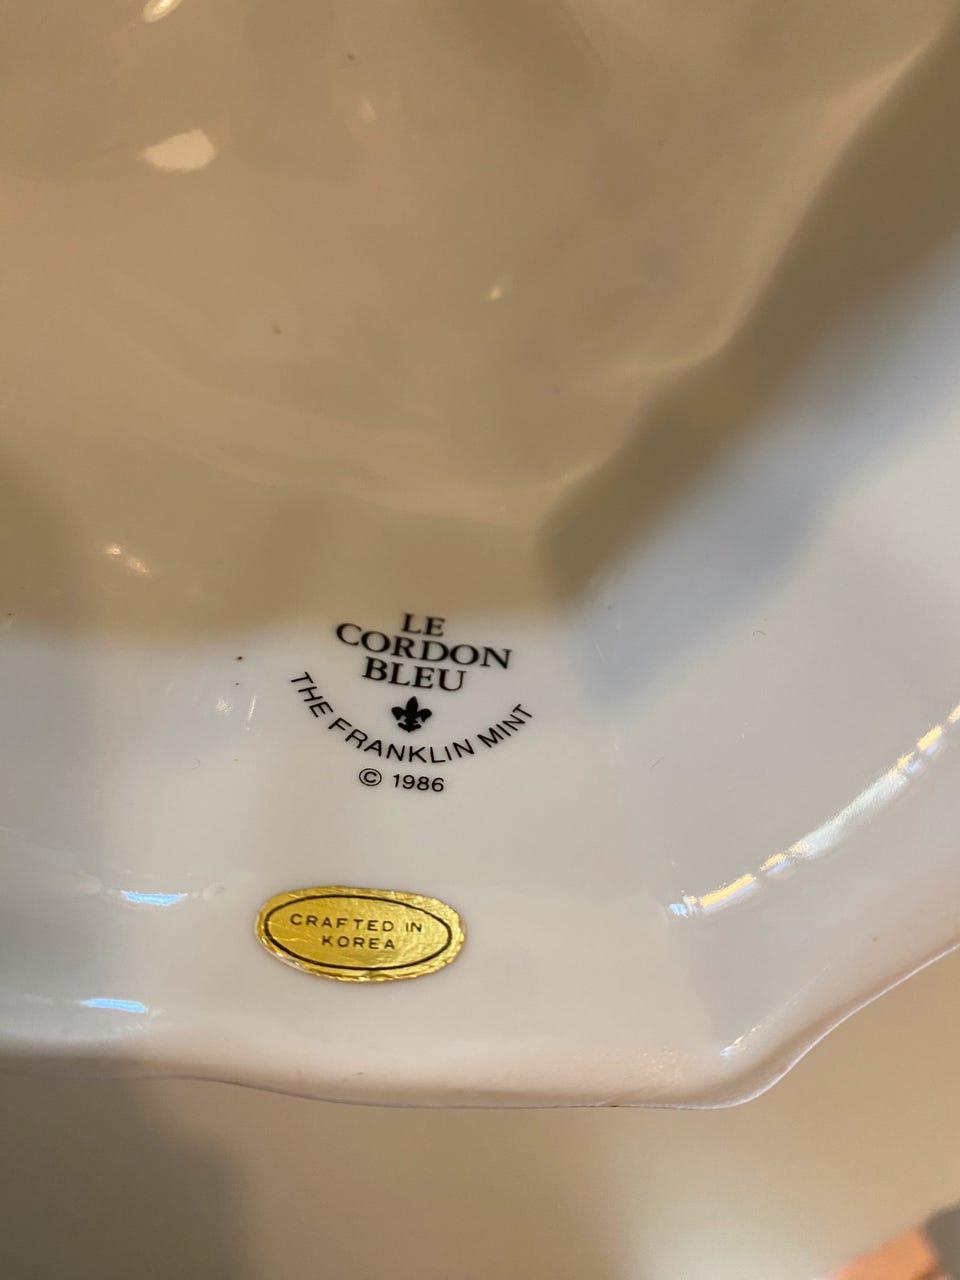 LE
CORDON
BLEU
THE FRANKLIN MINT
© 1986
CRAFTED IN
KOREA